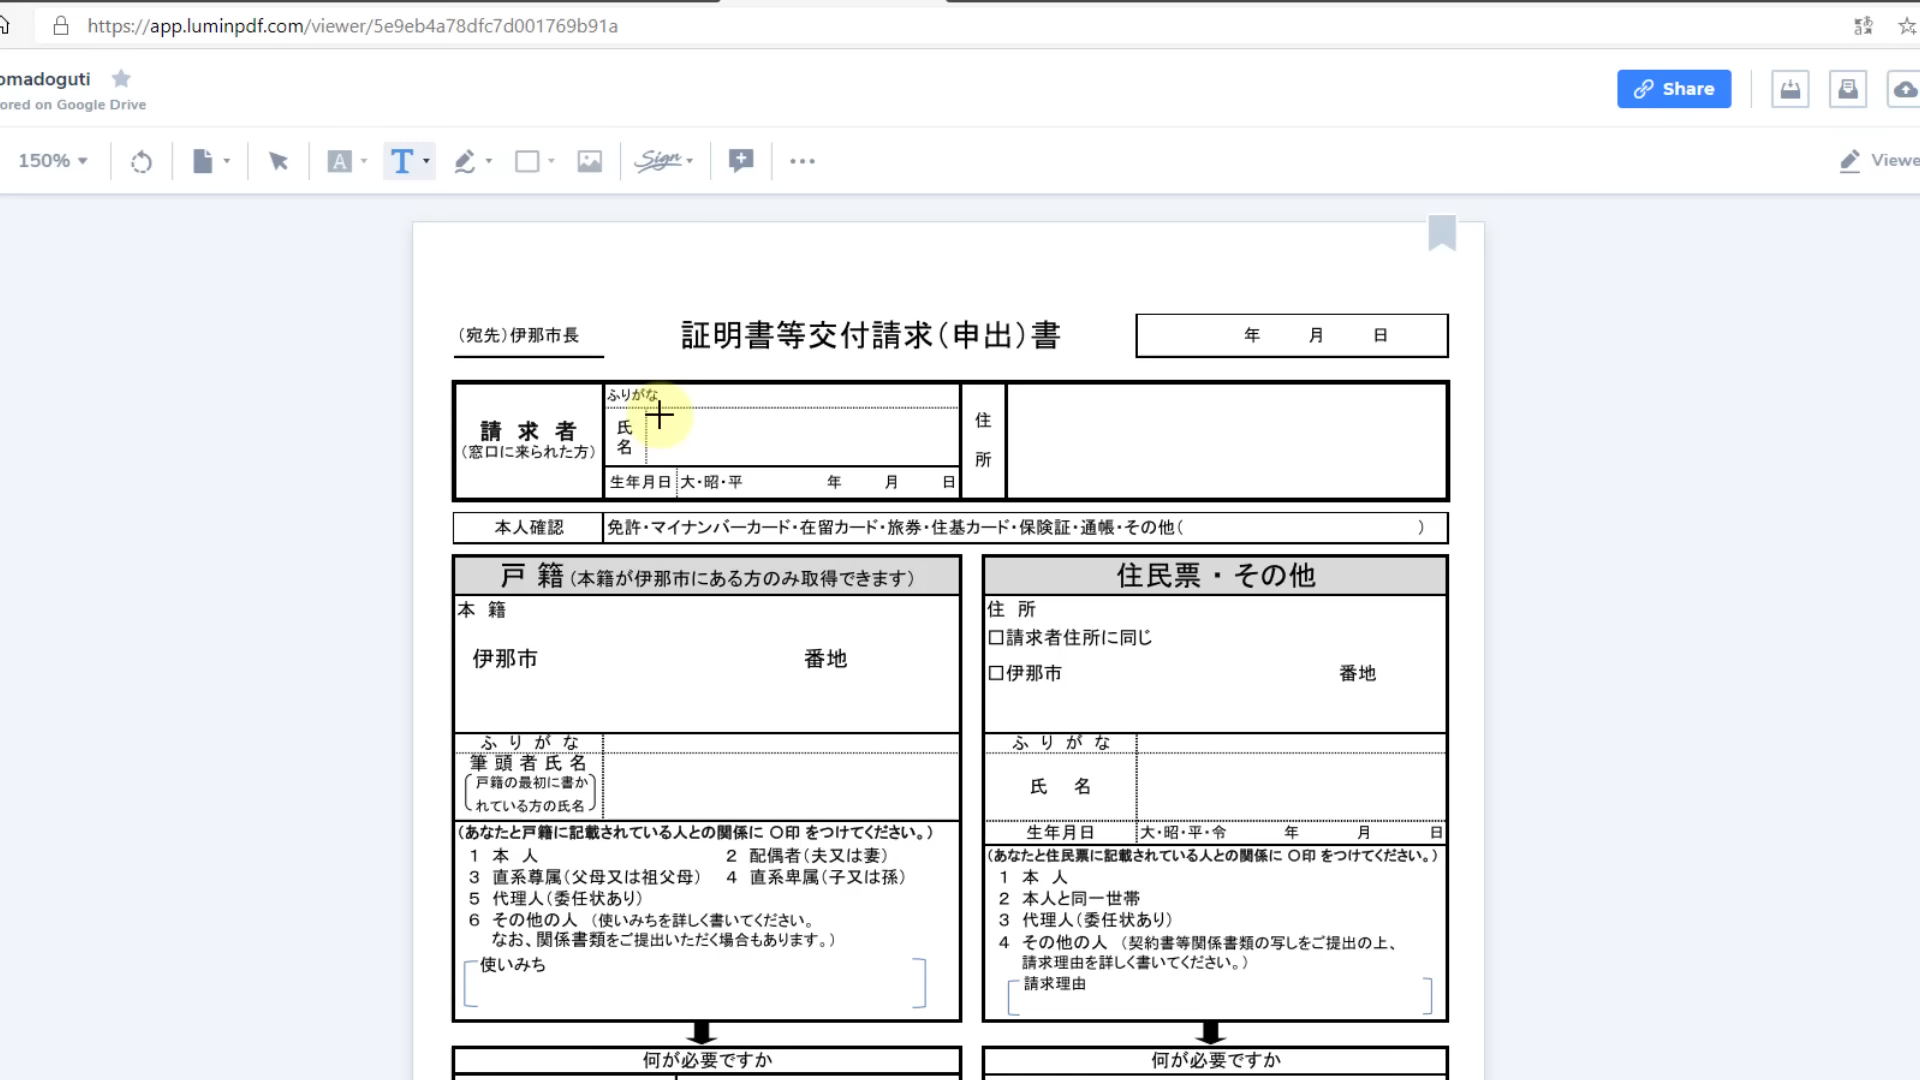 https://app.luminpdf.com/viewer/5e9eb4a78dfc7d001769b91a
omadoguti
ored on Google Drive
Share
150%
A
T
Sign
Viewe
（宛先）伊那市長
証明書等交付請求（申出）書
年 月 日
請 求 者
（窓口に来られた方）
ふりがな
氏
名
生年月日 大・昭・平 年 月 日
住
所
本人確認 免許・マイナンバーカード・在留カード・旅券・住基カード・保険証・通帳・その他（ ）
戸 籍（本籍が伊那市にある方のみ取得できます）
本 籍
伊那市 番地
ふ り が な
筆 頭 者 氏 名
戸籍の最初に書か
れている方の氏名
（あなたと戸籍に記載されている人との関係に 〇印 をつけてください。）
1 本 人 2 配偶者（夫又は妻）
3 直系尊属（父母又は祖父母） 4 直系卑属（子又は孫）
5 代理人（委任状あり）
6 その他の人 （使いみちを詳しく書いてください。
なお、関係書類をご提出いただく場合もあります。）
使いみち
何が必要ですか
住民票・その他
住 所
□請求者住所に同じ
□伊那市 番地
ふ り が な
氏 名
生年月日 大・昭・平・令 年 月 日
（あなたと住民票に記載されている人との関係に 〇印 をつけてください。）
1 本 人
2 本人と同一世帯
3 代理人（委任状あり）
4 その他の人 （契約書等関係書類の写しをご提出の上、
請求理由を詳しく書いてください。）
請求理由
何が必要ですか